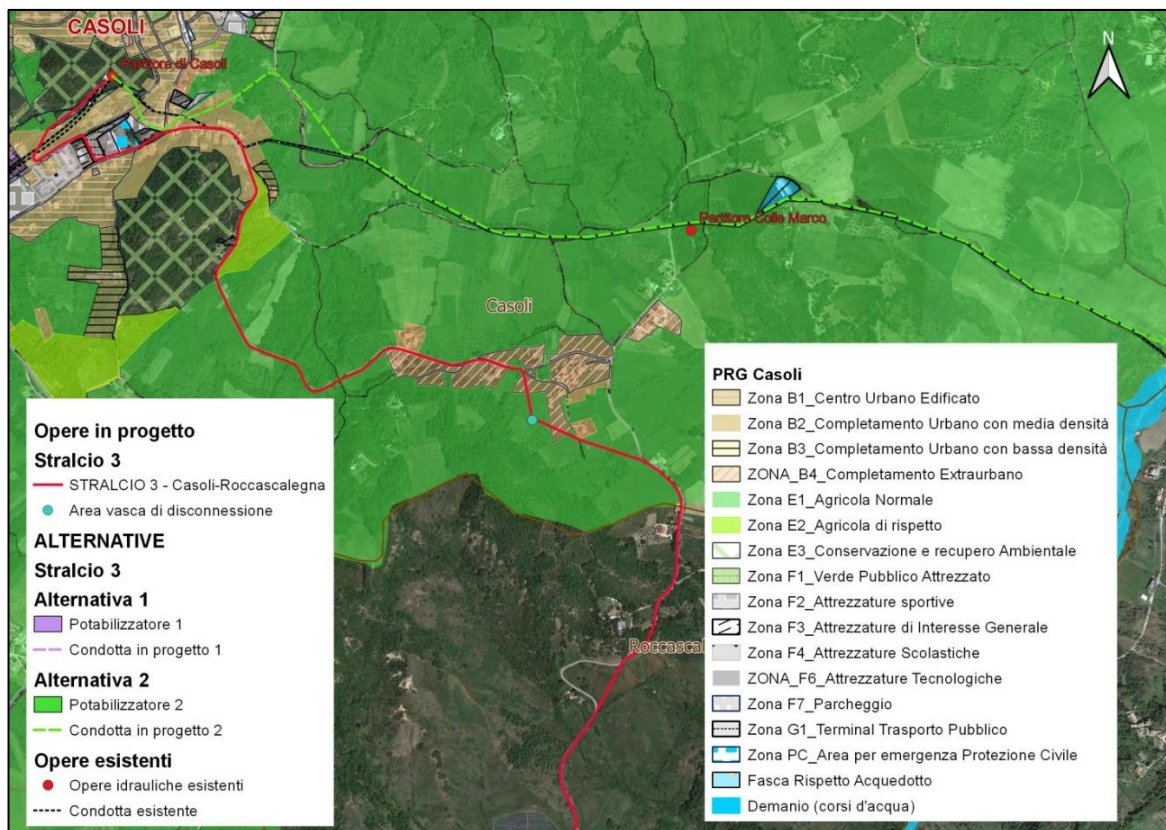 CASOLI
Partitore di Casoli
N
Partitore Colle Marco
Casoli
Roccascal
Opere in progetto
Stralcio 3
STRALCIO 3 - Casoli-Roccascalegna
Area vasca di disconnessione
ALTERNATIVE
Stralcio 3
Alternativa 1
Potabilizzatore 1
Condotta in progetto 1
Alternativa 2
Potabilizzatore 2
Condotta in progetto 2
Opere esistenti
Opere idrauliche esistenti
Condotta esistente
PRG Casoli
Zona B1_Centro Urbano Edificato
Zona B2_Completamento Urbano con media densità
Zona B3_Completamento Urbano con bassa densità
ZONA_B4_Completamento Extraurbano
Zona E1_Agricola Normale
Zona E2_Agricola di rispetto
Zona E3_Conservazione e recupero Ambientale
Zona F1_Verde Pubblico Attrezzato
Zona F2_Attrezzature sportive
Zona F3_Attrezzature di Interesse Generale
Zona F4_Attrezzature Scolastiche
ZONA_F6_Attrezzature Tecnologiche
Zona F7_Parcheggio
Zona G1_Terminal Trasporto Pubblico
Zona PC_Area per emergenza Protezione Civile
Fasca Rispetto Acquedotto
Demanio (corsi d'acqua)